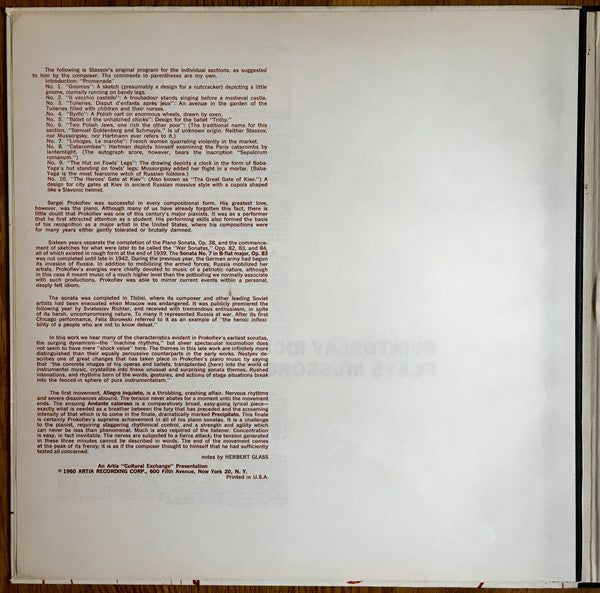 The following is Stassov's original program for the individual sections, as suggested
to him by the composer. The comments in parentheses are my own.
Introduction: "Promenade"
No. 1. "Gnomus": A sketch (presumably a design for a nutcracker) depicting a little
gnome, clumsily running on bandy legs.
No. 2. "Il vecchio castello": A troubadour stands singing before a medieval castle.
No. 3. "Tuileries. Disput d'enfants après jeux": An avenue in the garden of the
Tuileries filled with children and their nurses.
No. 4. "Bydlo": A Polish cart on enormous wheels, drawn by oxen.
No. 5. "Ballet of the unhatched chicks": Design for the ballet "Trilby."
No. 6. "Two Polish Jews, one rich the other poor": (The traditional name for this
section, "Samuel Goldenberg and Schmuyle," is of unknown origin. Neither Stassov,
nor Mussorgsky, nor Hartmann ever refers to it.)
No. 7. "Limoges. Le marché": French women quarreling violently in the market.
No. 8. "Catacombae": Hartman depicts himself examining the Paris catacombs by
lanternlight. (The autograph score, however, bears the inscription "Sepulcrum
romanum.")
No. 9. "The Hut on Fowls' Legs": The drawing depicts a clock in the form of Baba-
Yaga's hut standing on fowls' legs; Mussorgsky added her flight in a mortar. (Baba-
Yaga is the most fearsome witch of Russian folklore.)
No. 10. "The Heroes' Gate at Kiev": (Also known as "The Great Gate of Kiev.") A
design for city gates at Kiev in ancient Russian massive style with a cupola shaped
like a Slavonic helmet.
Sergei Prokofiev was successful in every compositional form. His greatest love,
however, was the piano. Although many of us have already forgotten this fact, there is
little doubt that Prokofiev was one of this century's major pianists. It was as a performer
that he first attracted attention as a student. His performing skills also formed the basis
of his recognition as a major artist in the United States, where his compositions were
for many years either gently tolerated or brutally damned.
Sixteen years separate the completion of the Piano Sonata, Op. 38, and the commence-
ment of sketches for what were later to be called the "War Sonatas," Opp. 82, 83, and 84,
all of which existed in rough form at the end of 1939. The Sonata No. 7 in B-flat major, Op. 83
was not completed until late in 1942. During the previous year, the German army had begun
its invasion of Russia. In addition to mobilizing the armed forces, Russia mobilized her
artists. Prokofiev's energies were chiefly devoted to music of a patriotic nature, although
in this case it meant music of a much higher level than the potboiling we normally associate
with such productions. Prokofiev was able to mirror current events within a personal,
deeply felt idiom.
The sonata was completed in Tbilisi, where its composer and other leading Soviet
artists had been evacuated when Moscow was endangered. It was publicly premiered the
following year by Sviatoslav Richter, and received with tremendous enthusiasm, in spite
of its harsh, uncompromising nature. To many it represented Russia at war. After its first
Chicago performance, Felix Borowski referred to it as an example of "the heroic inflexi-
bility of a people who are not to know defeat."
In this work we hear many of the characteristics evident in Prokofiev's earliest sonatas,
the surging dynamism—the "machine rhythms," but sheer spectacular locomotion does
not seem to have mere "shock value" here. The themes in this late work are infinitely more
distinguished than their equally percussive counterparts in the early works. Nestyev de-
scribes one of great changes that has taken place in Prokofiev's piano music by saying
that "the concrete images of his operas and ballets, transplanted (here) into the world of
instrumental music, crystallize into these unusual and surprising sonata themes. Rushed
intonations, and rhythms born of the words, gestures, and actions of stage situations break
into the fenced-in sphere of pure instrumentalism."
The first movement, Allegro inquieto, is a throbbing, crashing affair. Nervous rhythms
and severe dissonances abound. The tension never abates for a moment until the movement
ends. The ensuing Andante caloroso is a comparatively broad, easy-going lyrical piece—
exactly what is needed as a breather between the fury that has preceded and the screaming
intensity of that which is to come in the finale, dramatically marked Precipitato. This finale
is certainly Prokofiev's supreme achievement in all of his piano sonatas. It is a challenge
to the pianist, requiring staggering rhythmical control, and a strength and agility which
can never be less than phenomenal. Much is also required of the listener. Concentration
is easy, in fact inevitable. The nerves are subjected to a fierce attack; the tension generated
in these three minutes cannot be described in words. The end of the movement comes
at the peak of its frenzy; it is as if the composer thought to himself that he had sufficiently
tested all concerned.
notes by HERBERT GLASS
An Artia "Cultural Exchange" Presentation
© 1960 ARTIA RECORDING CORP., 600 Fifth Avenue, New York 20, N. Y.
Printed in U.S.A.